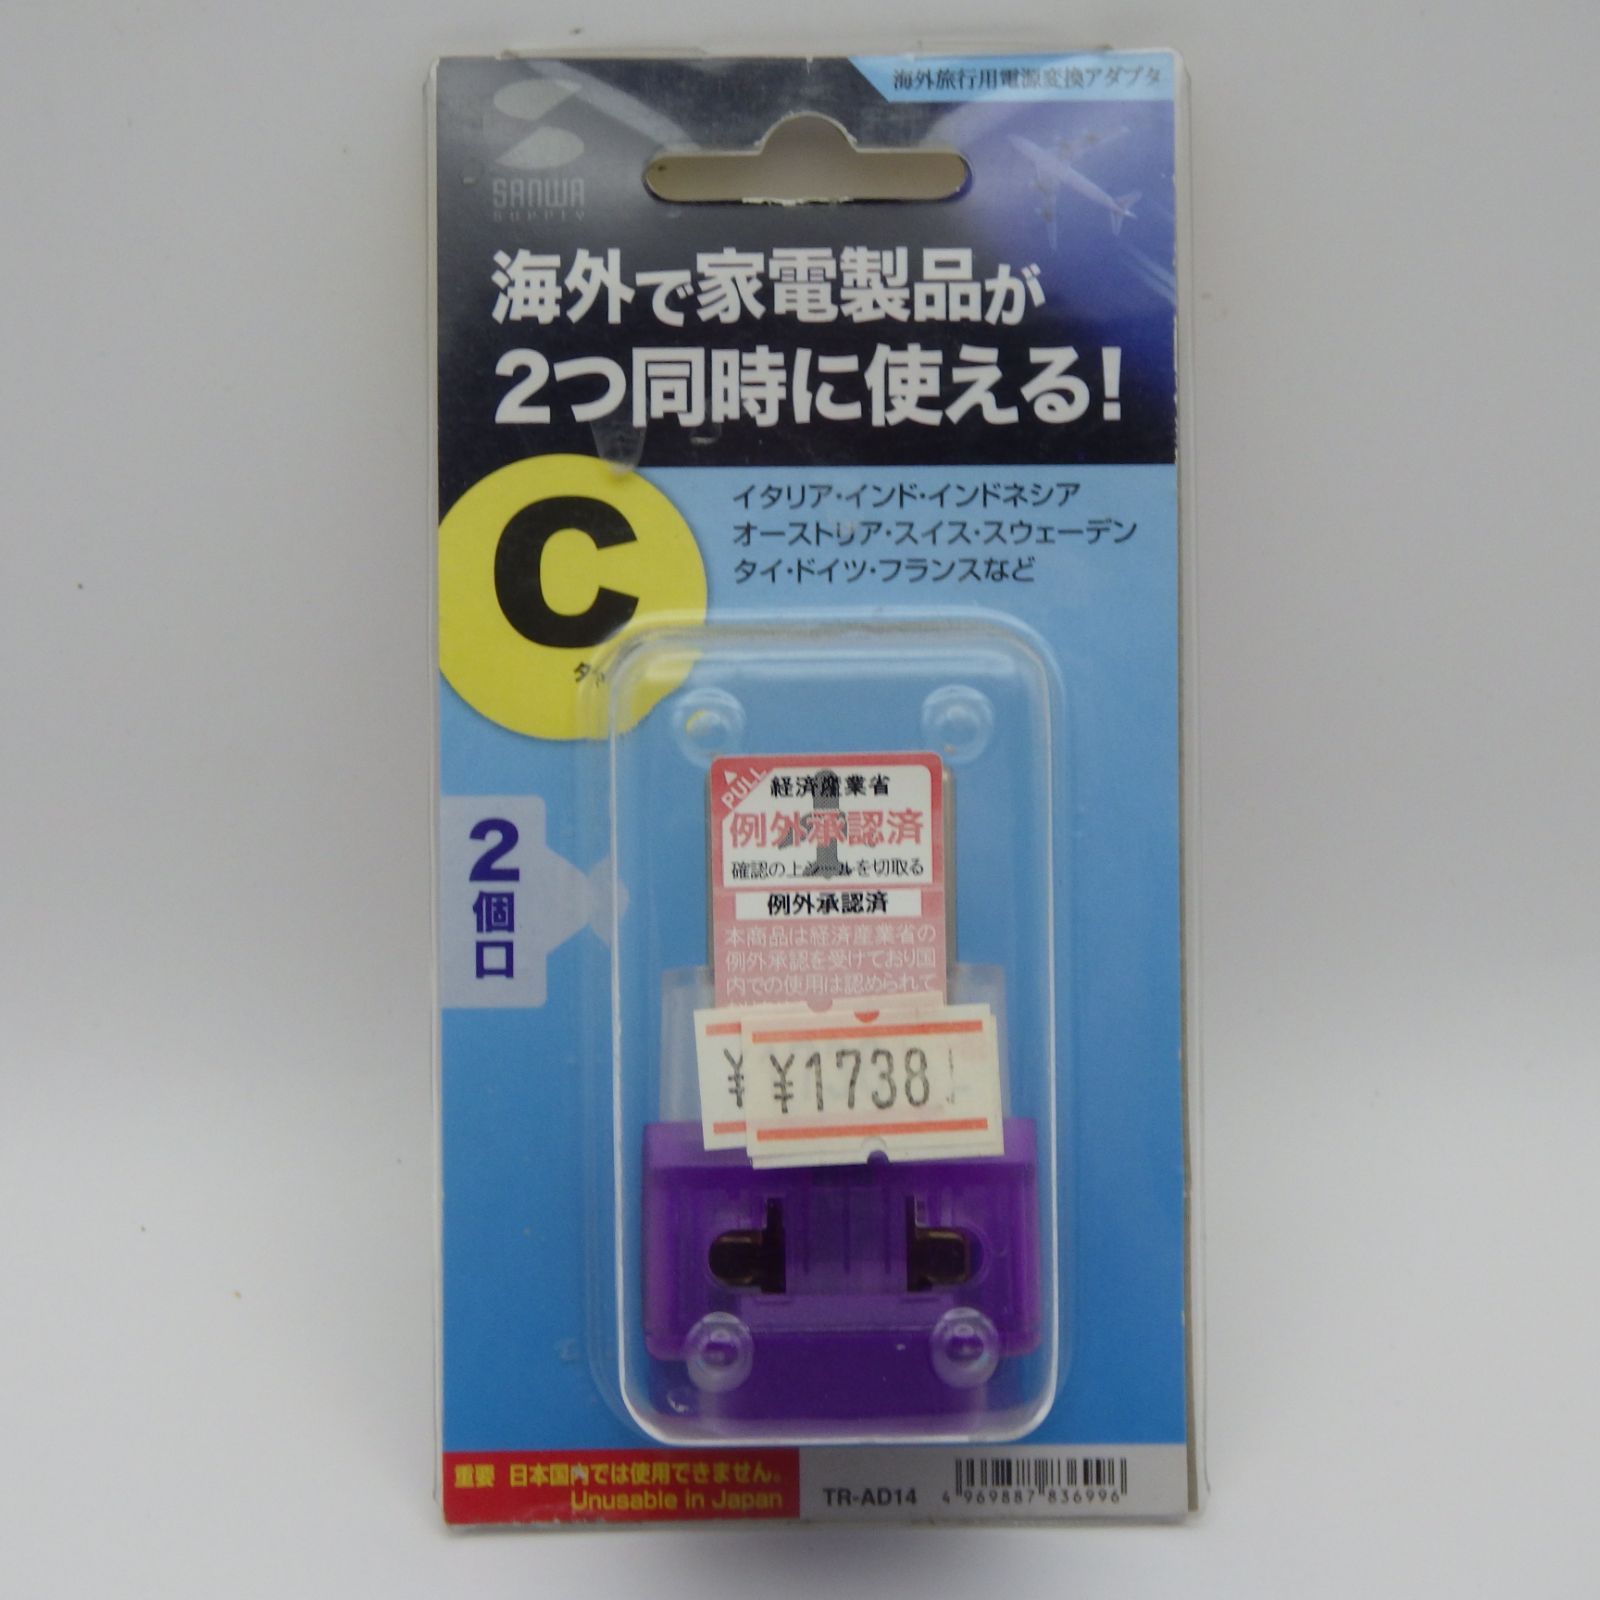 海外旅行用電源変換アダプタ
SANWA
SUPPLY
海外で家電製品が
2つ同時に使える!
C
イタリア・インド・インドネシア
オーストリア・スイス・スウェーデン
タイ・ドイツ・フランスなど
2個口
PULL
経済産業省
例外承認済
確認の上シールを切取る
例外承認済
本商品は経済産業省の
例外承認を受けており国
内での使用は認められて
¥
¥1738
重要 日本国内では使用できません。
Unusable in Japan
TR-AD14
4 969887 836996